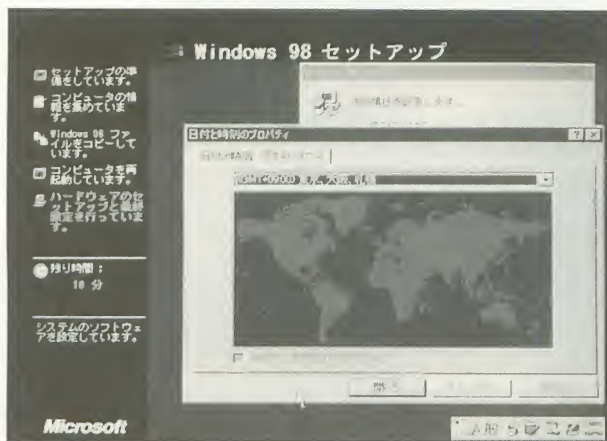 Windows 98 セットアップ
セットアップの準
備をしています。
コンピュータの情
報を集めていま
す。
Windows 98 ファ
イルをコピーして
います。
コンピュータを再
起動しています。
ハードウェアのセ
ットアップと最終
設定を行っていま
す。
残り時間：
10 分
システムのソフトウェ
アを設定しています。
Microsoft
日付と時刻のプロパティ
(GMT+09:00) 東京, 大阪, 札幌